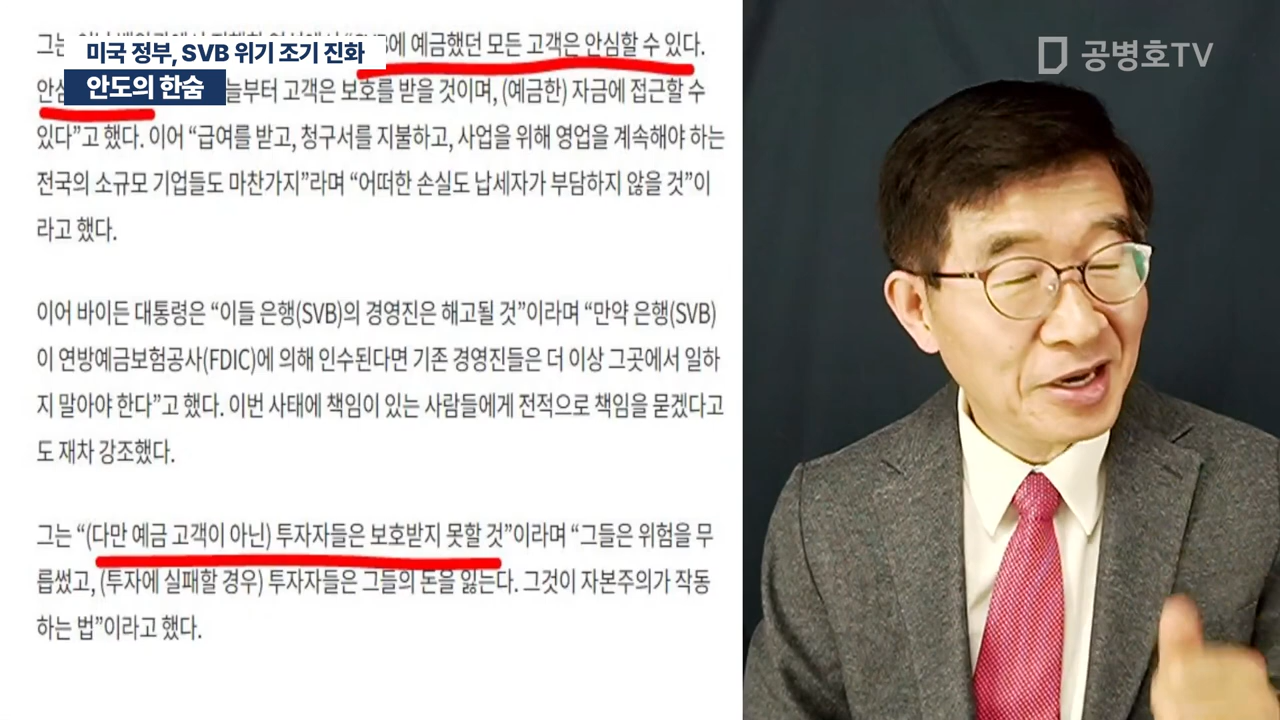 미국 정부, SVB 위기 조기 진화
안도의 한숨
공병호TV
그는
에 예금했던 모든 고객은 안심할 수 있다.
늘부터 고객은 보호를 받을 것이며, (예금한) 자금에 접근할 수
있다”고 했다. 이어 “급여를 받고, 청구서를 지불하고, 사업을 위해 영업을 계속해야 하는
전국의 소규모 기업들도 마찬가지”라며 “어떠한 손실도 납세자가 부담하지 않을 것”이
라고 했다.
이어 바이든 대통령은 “이들 은행(SVB)의 경영진은 해고될 것”이라며 “만약 은행(SVB)
이 연방예금보험공사(FDIC)에 의해 인수된다면 기존 경영진들은 더 이상 그곳에서 일하
지 말아야 한다”고 했다. 이번 사태에 책임이 있는 사람들에게 전적으로 책임을 묻겠다고
도 재차 강조했다.
그는 “(다만 예금 고객이 아닌) 투자자들은 보호받지 못할 것”이라며 “그들은 위험을 무
릅썼고, (투자에 실패할 경우) 투자자들은 그들의 돈을 잃는다. 그것이 자본주의가 작동
하는 법”이라고 했다.